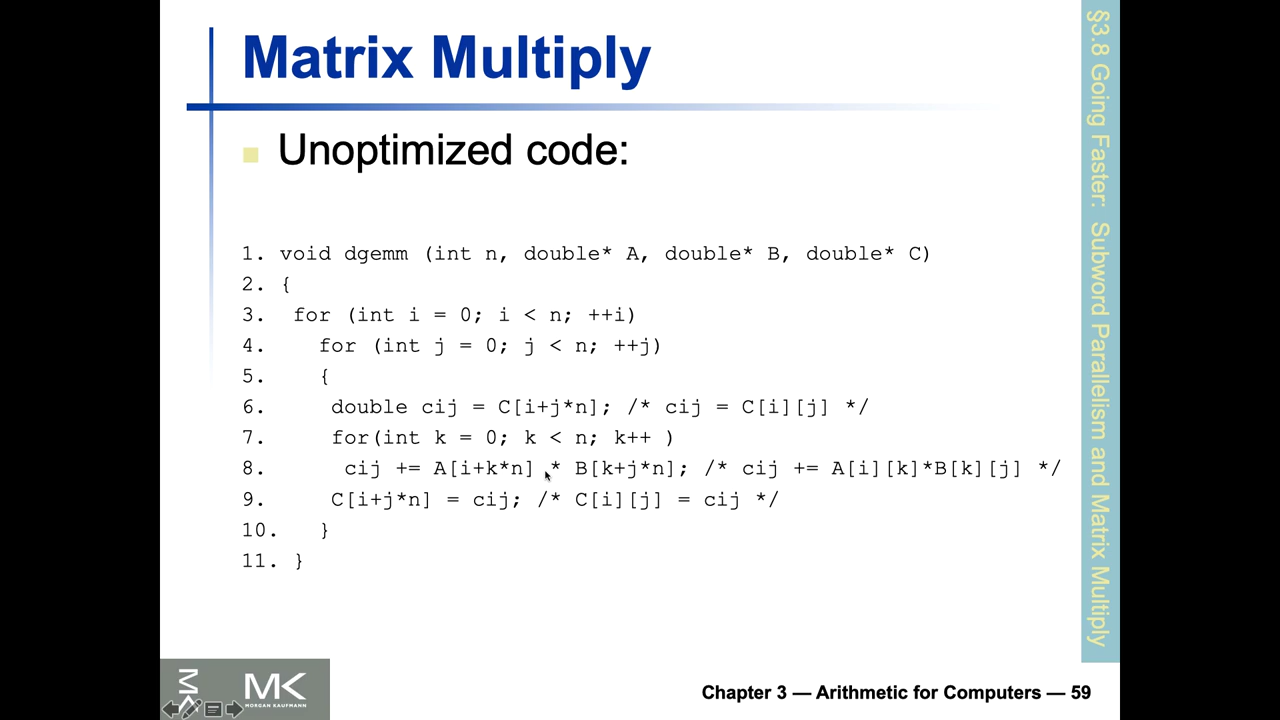 Matrix Multiply
Unoptimized code:
1. void dgemm (int n, double* A, double* B, double* C)
2. {
3. for (int i = 0; i < n; ++i)
4. for (int j = 0; j < n; ++j)
5. {
6. double cij = C[i+j*n]; /* cij = C[i][j] */
7. for(int k = 0; k < n; k++ )
8. cij += A[i+k*n] * B[k+j*n]; /* cij += A[i][k]*B[k][j] */
9. C[i+j*n] = cij; /* C[i][j] = cij */
10. }
11. }
§3.8 Going Faster: Subword Parallelism and Matrix Multiply
MK
MK
MORGAN KAUFMANN
Chapter 3 — Arithmetic for Computers — 59